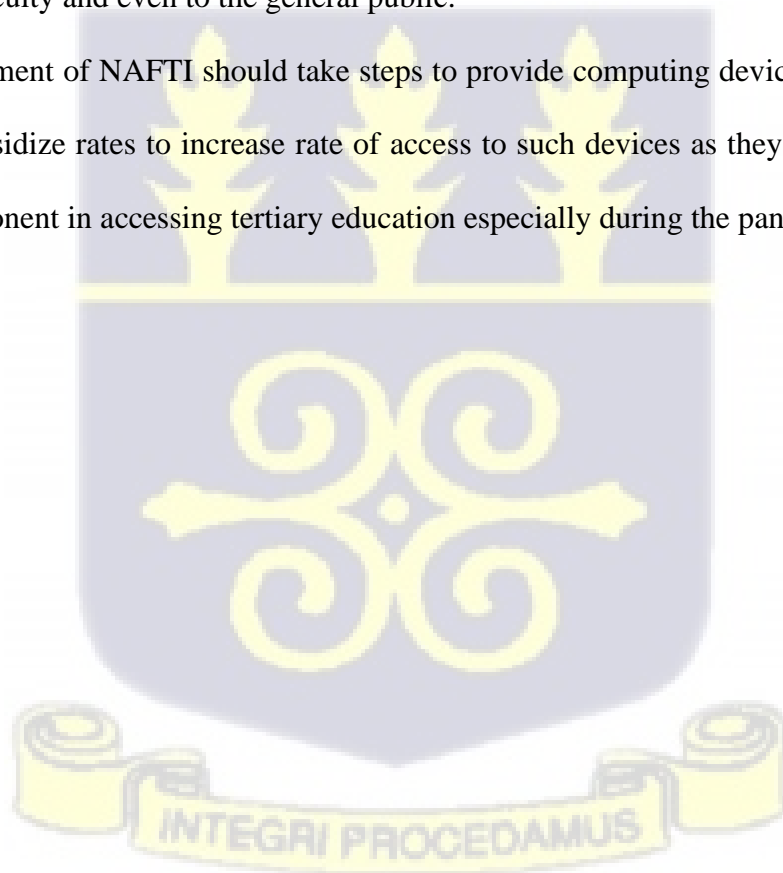 culty and even to the general public.
ment of NAFTI should take steps to provide computing devic
sidize rates to increase rate of access to such devices as they
onent in accessing tertiary education especially during the pan
INTEGRI PROCEDAMUS